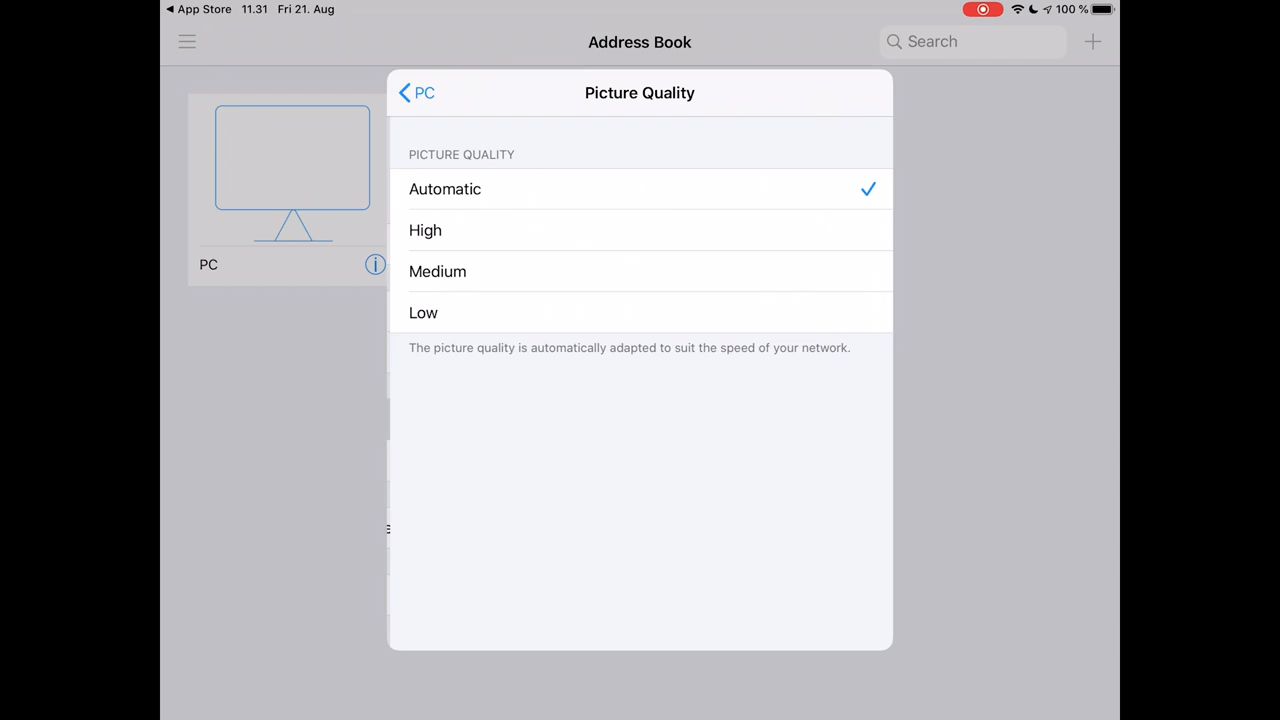 App Store 11.31 Fri 21. Aug
100 %
Address Book
Search
PC
Picture Quality
PICTURE QUALITY
Automatic
High
Medium
Low
The picture quality is automatically adapted to suit the speed of your network.
PC